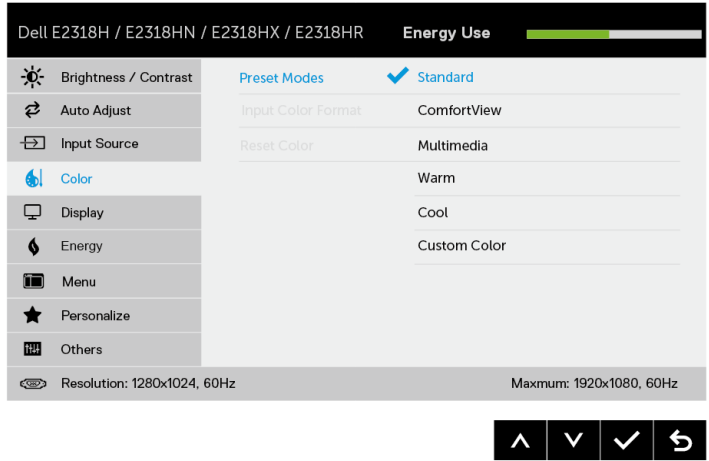 Dell E2318H / E2318HN / E2318HX / E2318HR Energy Use
Brightness / Contrast Preset Modes Standard
Auto Adjust Input Color Format ComfortView
Input Source Reset Color Multimedia
Color Warm
Display Cool
Energy Custom Color
Menu
Personalize
Others
Resolution: 1280x1024, 60Hz Maxmum: 1920x1080, 60Hz